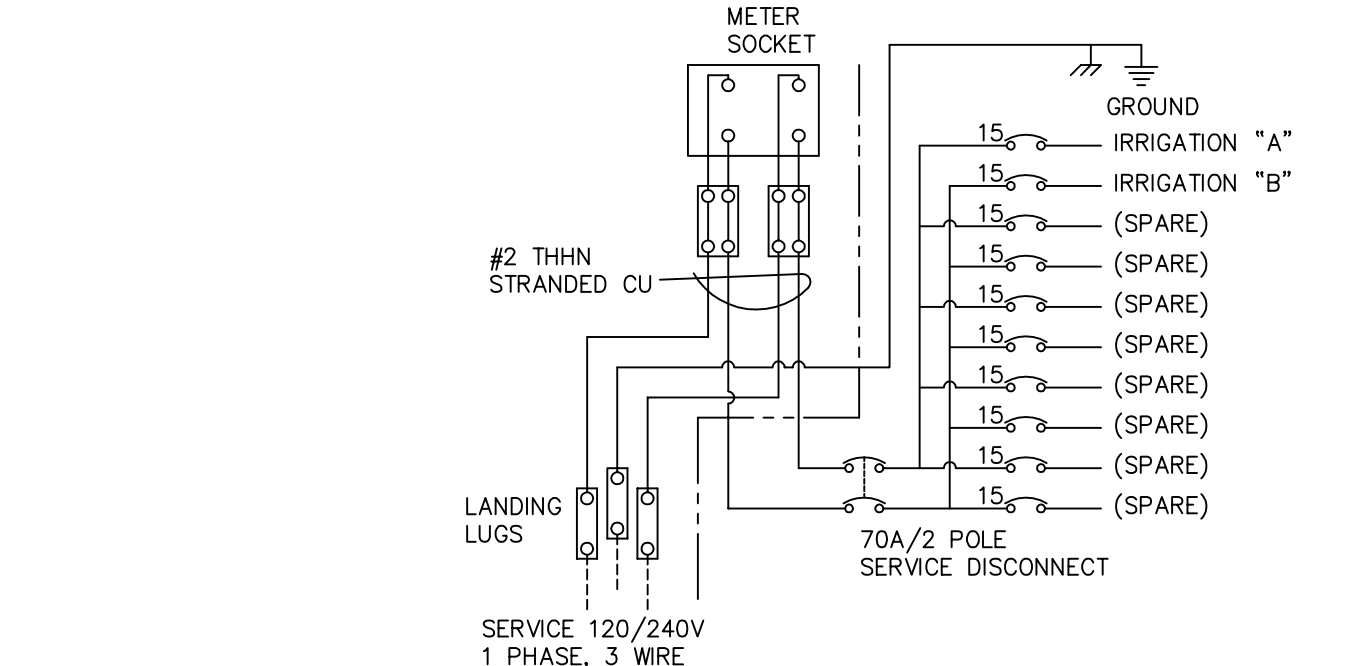 METER
SOCKET
GROUND
15 IRRIGATION "A"
15 IRRIGATION "B"
15 (SPARE)
15 (SPARE)
15 (SPARE)
15 (SPARE)
15 (SPARE)
15 (SPARE)
15 (SPARE)
15 (SPARE)
#2 THHN
STRANDED CU
LANDING
LUGS
70A/2 POLE
SERVICE DISCONNECT
SERVICE 120/240V
1 PHASE, 3 WIRE